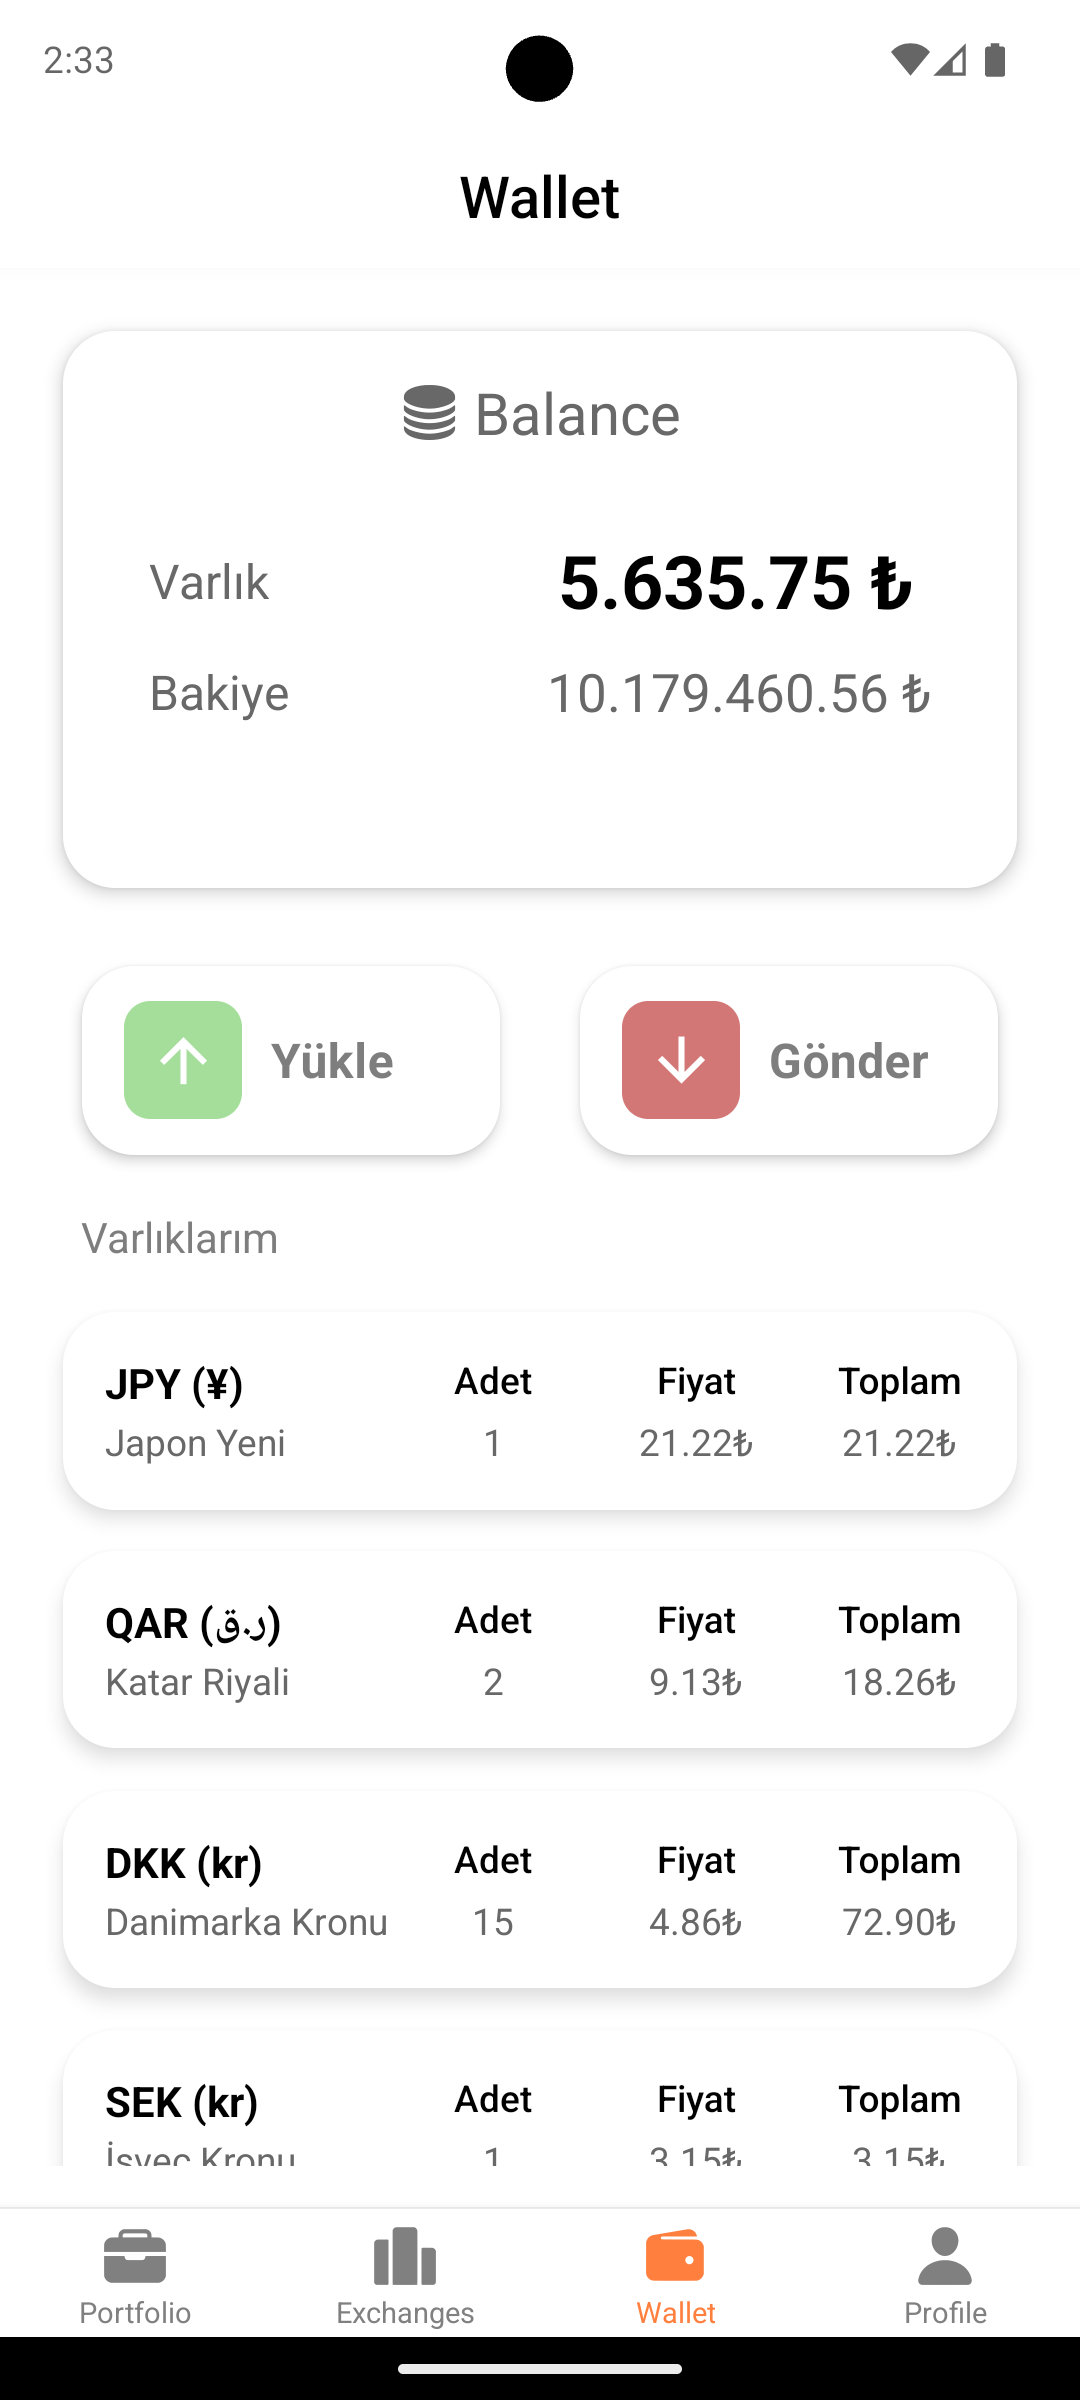 2:33
Wallet
Balance
Varlık 5.635.75 ₺
Bakiye 10.179.460.56 ₺
Yükle Gönder
Varlıklarım
JPY (¥) Adet Fiyat Toplam
Japon Yeni 1 21.22₺ 21.22₺
QAR (ر.ق) Adet Fiyat Toplam
Katar Riyali 2 9.13₺ 18.26₺
DKK (kr) Adet Fiyat Toplam
Danimarka Kronu 15 4.86₺ 72.90₺
SEK (kr) Adet Fiyat Toplam
İsveç Kronu 1 3.15₺ 3.15₺
Portfolio Exchanges Wallet Profile